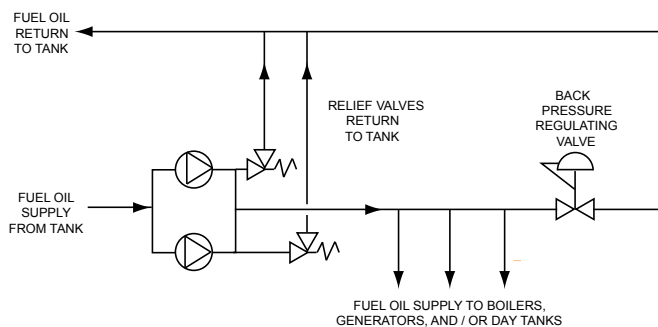 FUEL OIL
RETURN
TO TANK
RELIEF VALVES
RETURN
TO TANK
BACK
PRESSURE
REGULATING
VALVE
FUEL OIL
SUPPLY
FROM TANK
FUEL OIL SUPPLY TO BOILERS,
GENERATORS, AND / OR DAY TANKS